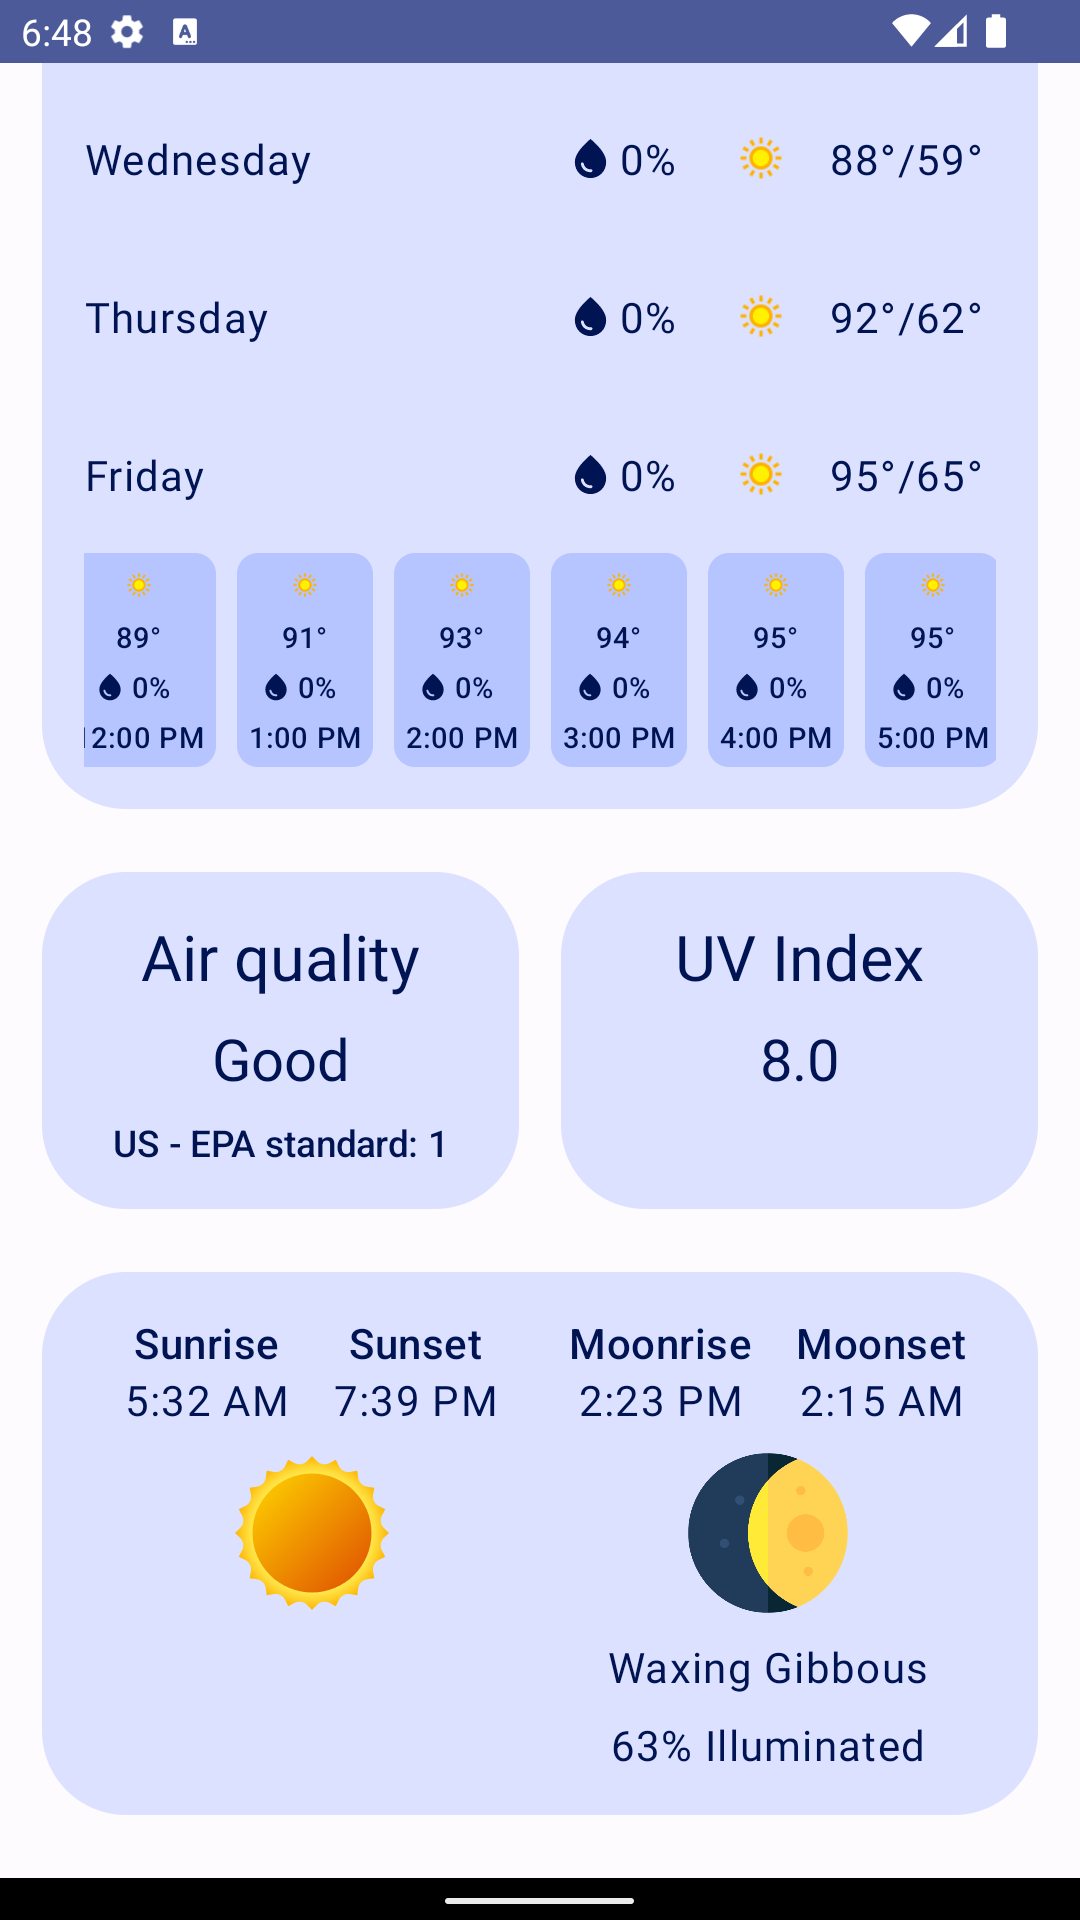 6:48
Wednesday 0% 88°/59°
Thursday 0% 92°/62°
Friday 0% 95°/65°
89° 91° 93° 94° 95° 95°
0% 0% 0% 0% 0% 0%
2:00 PM 1:00 PM 2:00 PM 3:00 PM 4:00 PM 5:00 PM
Air quality
Good
US - EPA standard: 1
UV Index
8.0
Sunrise Sunset Moonrise Moonset
5:32 AM 7:39 PM 2:23 PM 2:15 AM
Waxing Gibbous
63% Illuminated